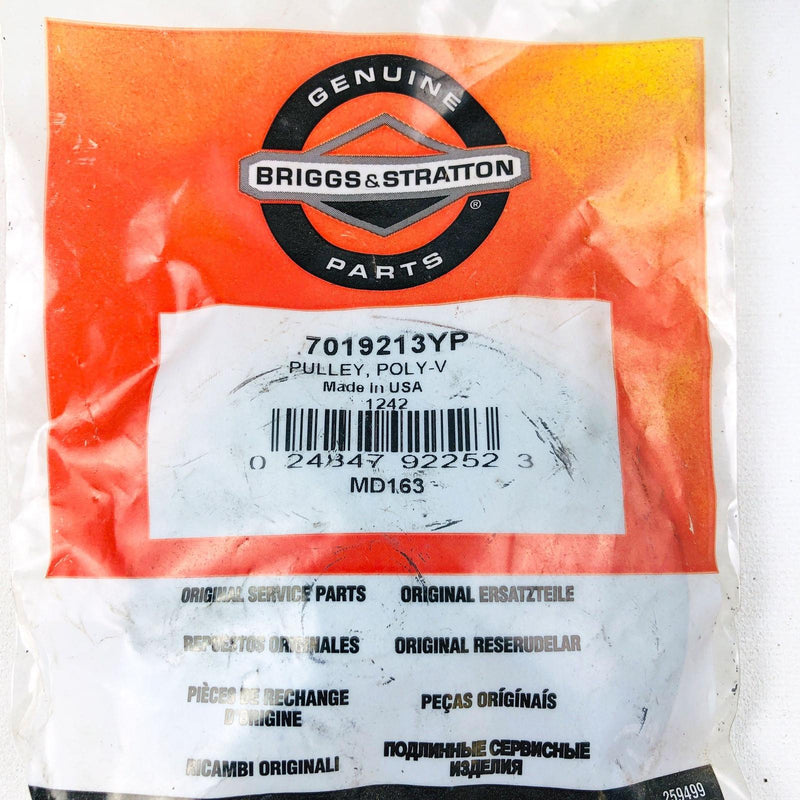 GENUINE
BRIGGS & STRATTON
®
PARTS
7019213YP
PULLEY, POLY-V
Made In USA
1242
0 24847 92252 3
MD163
ORIGINAL SERVICE PARTS
ORIGINAL ERSATZTEILE
REPUESTOS ORIGINALES
ORIGINAL RESERUDELAR
PIÈCES DE RECHANGE
D'ORIGINE
PEÇAS ORÍGÍNAÍS
RICAMBI ORIGINALI
ПОДЛИННЫЕ СЕРВИСНЫЕ
ИЗДЕЛИЯ
259499